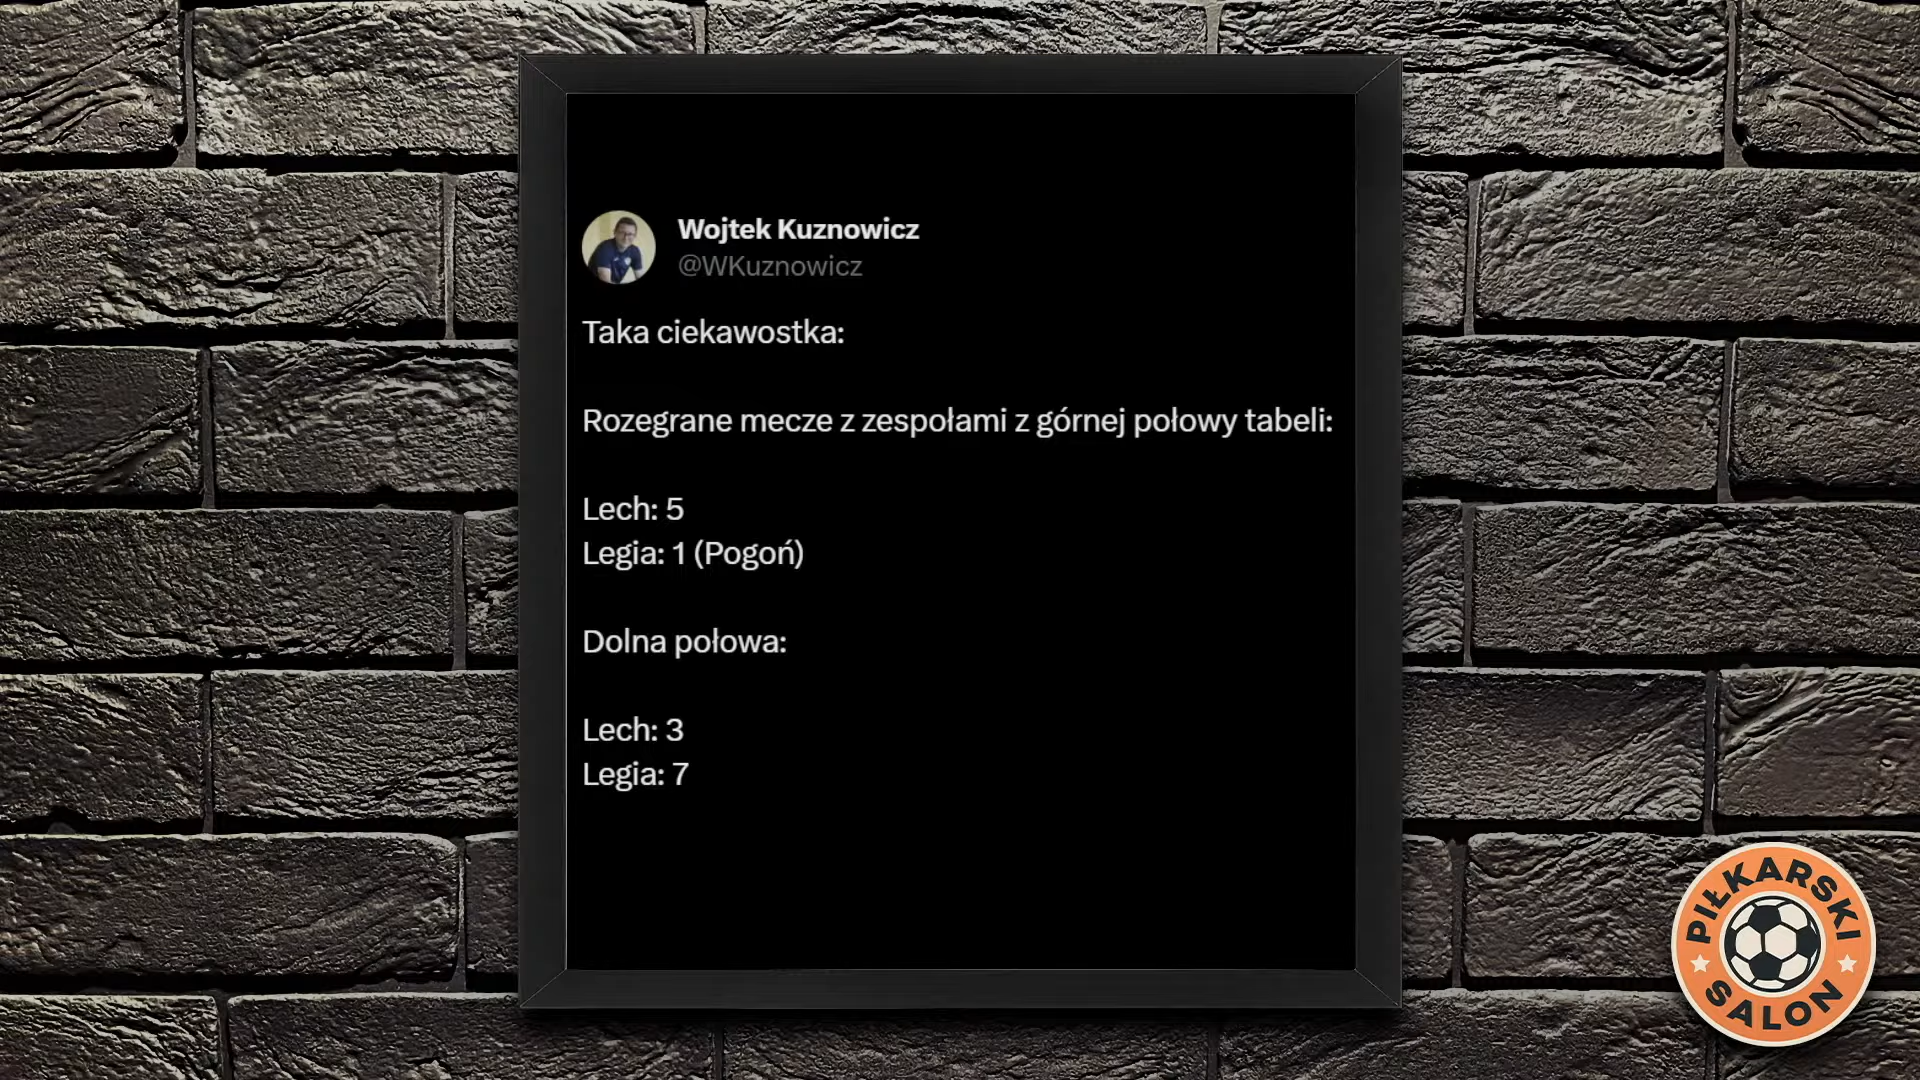 Wojtek Kuznowicz
@WKuznowicz
Taka ciekawostka:
Rozegrane mecze z zespołami z górnej połowy tabeli:
Lech: 5
Legia: 1 (Pogoń)
Dolna połowa:
Lech: 3
Legia: 7
PIŁKARSKI
SALON